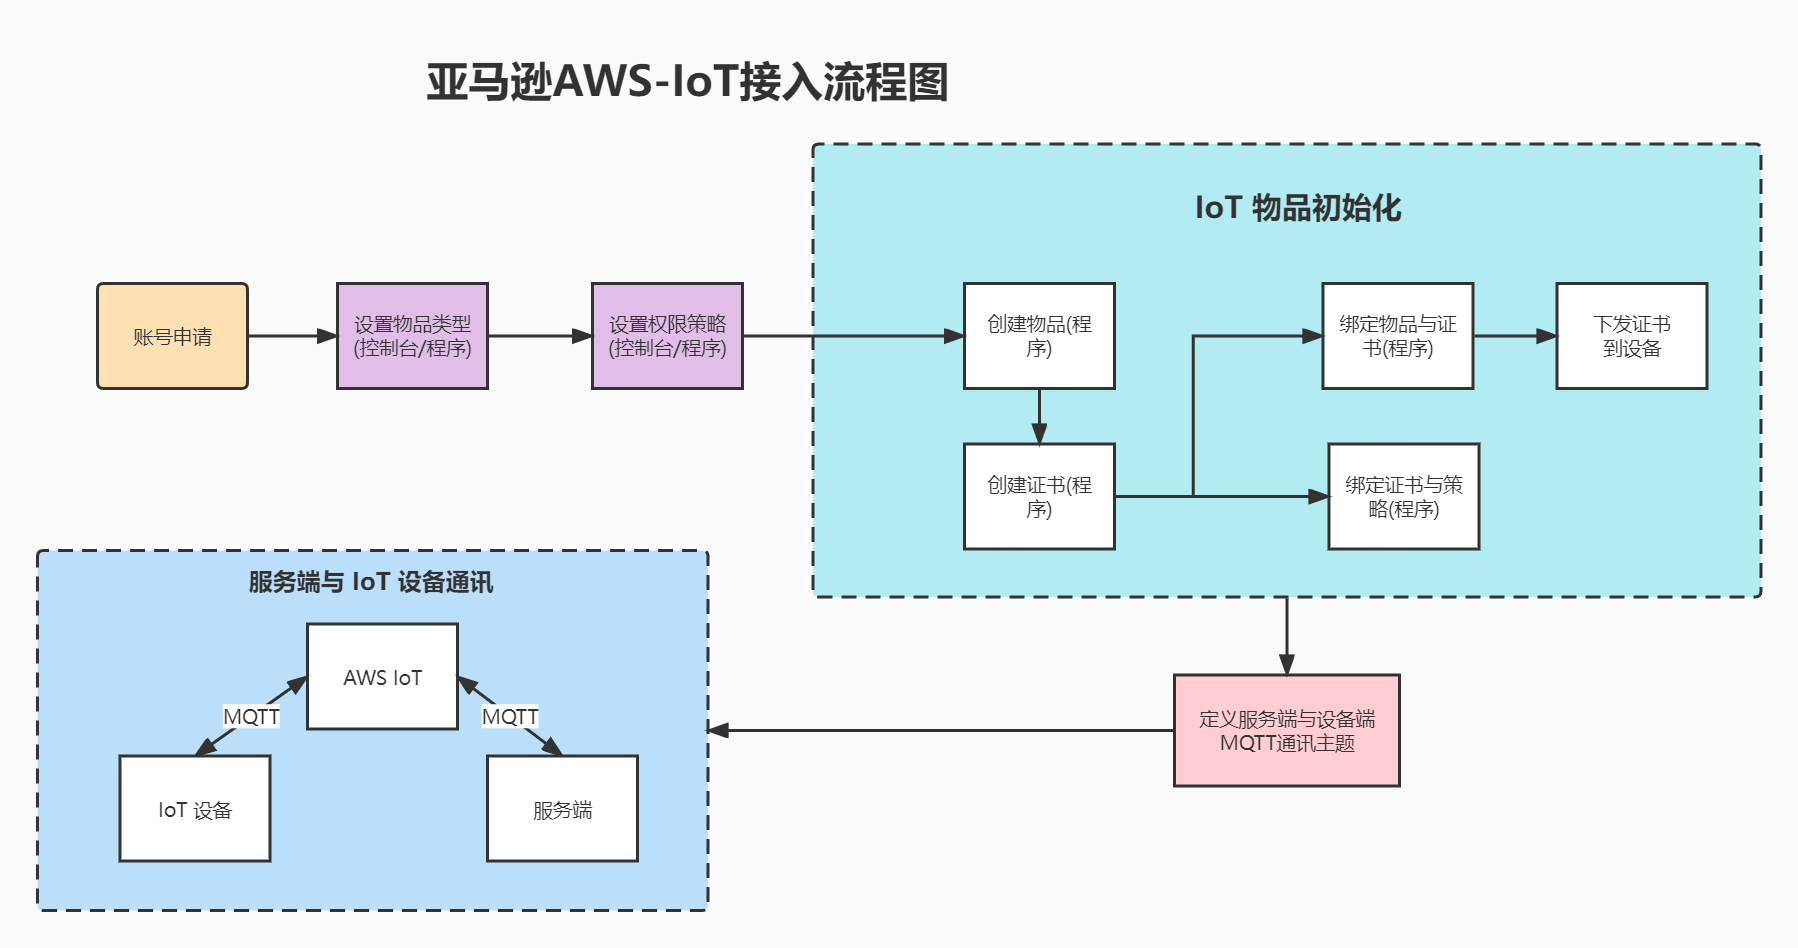 亚马逊AWS-IoT接入流程图
IoT 物品初始化
账号申请
设置物品类型
(控制台/程序)
设置权限策略
(控制台/程序)
创建物品(程
序)
绑定物品与证
书(程序)
下发证书
到设备
创建证书(程
序)
绑定证书与策
略(程序)
服务端与 IoT 设备通讯
AWS IoT
MQTT
MQTT
IoT 设备
服务端
定义服务端与设备端
MQTT通讯主题